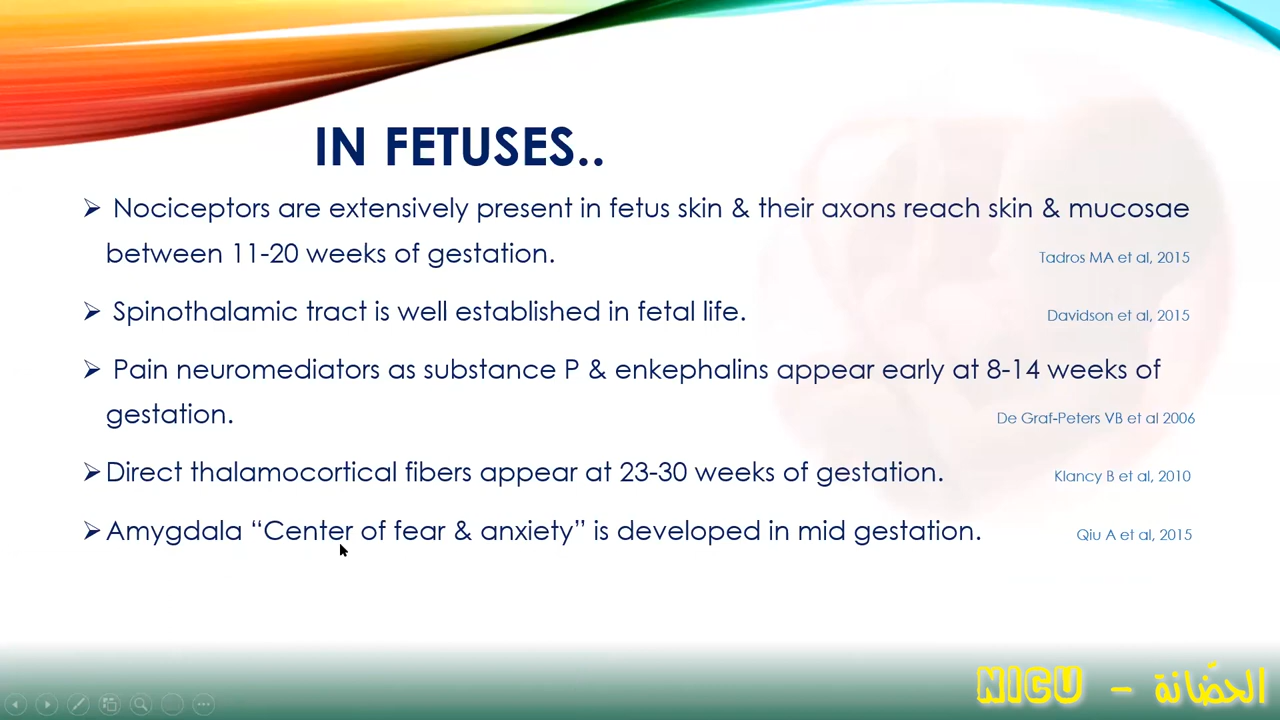 IN FETUSES..
➢ Nociceptors are extensively present in fetus skin & their axons reach skin & mucosae
between 11-20 weeks of gestation. Tadros MA et al, 2015
➢ Spinothalamic tract is well established in fetal life. Davidson et al, 2015
➢ Pain neuromediators as substance P & enkephalins appear early at 8-14 weeks of
gestation. De Graf-Peters VB et al 2006
➢ Direct thalamocortical fibers appear at 23-30 weeks of gestation. Klancy B et al, 2010
➢ Amygdala “Center of fear & anxiety” is developed in mid gestation. Qiu A et al, 2015
NICU - الحضّانة